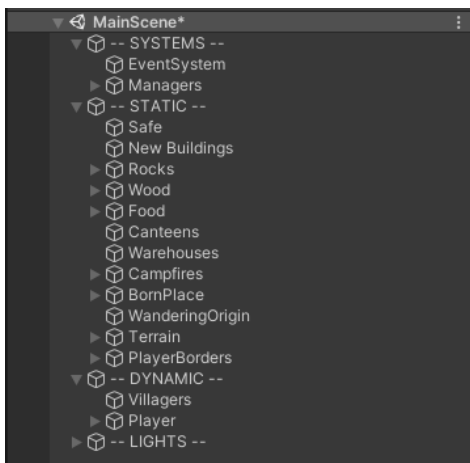 MainScene*
-- SYSTEMS --
EventSystem
Managers
-- STATIC --
Safe
New Buildings
Rocks
Wood
Food
Canteens
Warehouses
Campfires
BornPlace
WanderingOrigin
Terrain
PlayerBorders
-- DYNAMIC --
Villagers
Player
-- LIGHTS --